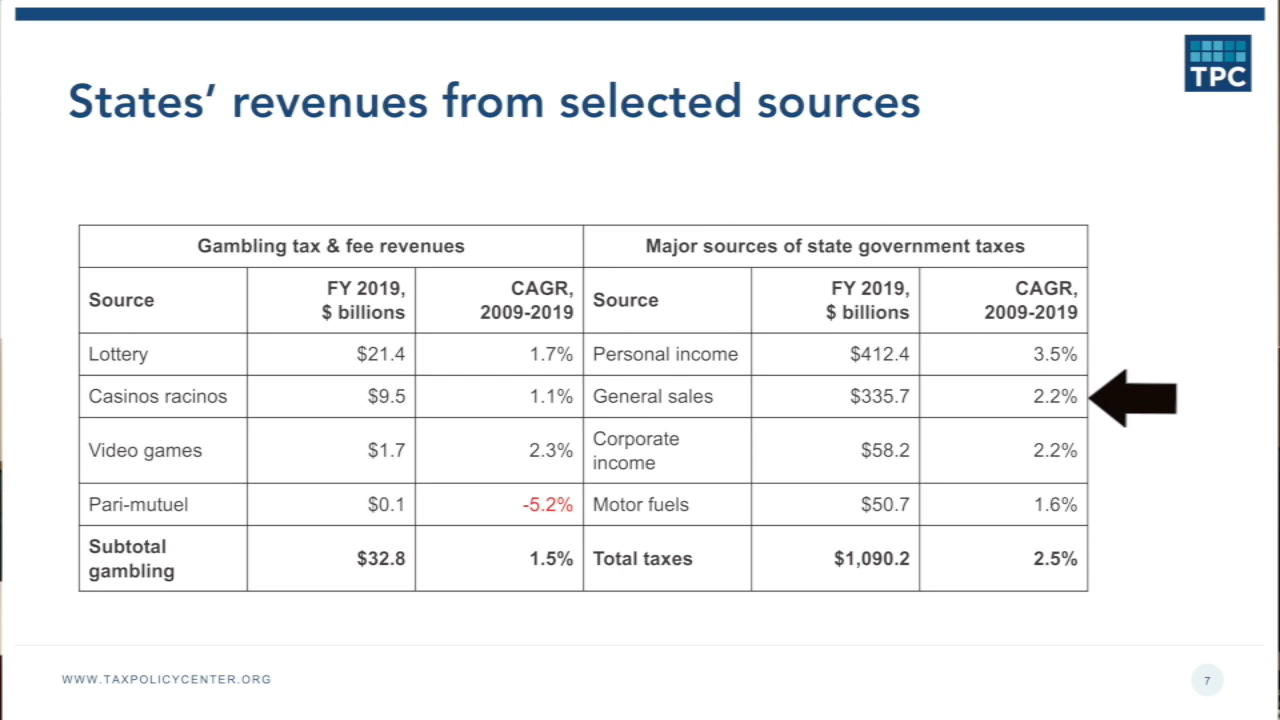 TPC
States’ revenues from selected sources
Gambling tax & fee revenues
Major sources of state government taxes
Source
FY 2019,
$ billions
CAGR,
2009-2019
Source
FY 2019,
$ billions
CAGR,
2009-2019
Lottery $21.4 1.7% Personal income $412.4 3.5%
Casinos racinos $9.5 1.1% General sales $335.7 2.2%
Video games $1.7 2.3% Corporate
income $58.2 2.2%
Pari-mutuel $0.1 -5.2% Motor fuels $50.7 1.6%
Subtotal
gambling $32.8 1.5% Total taxes $1,090.2 2.5%
WWW.TAXPOLICYCENTER.ORG
7